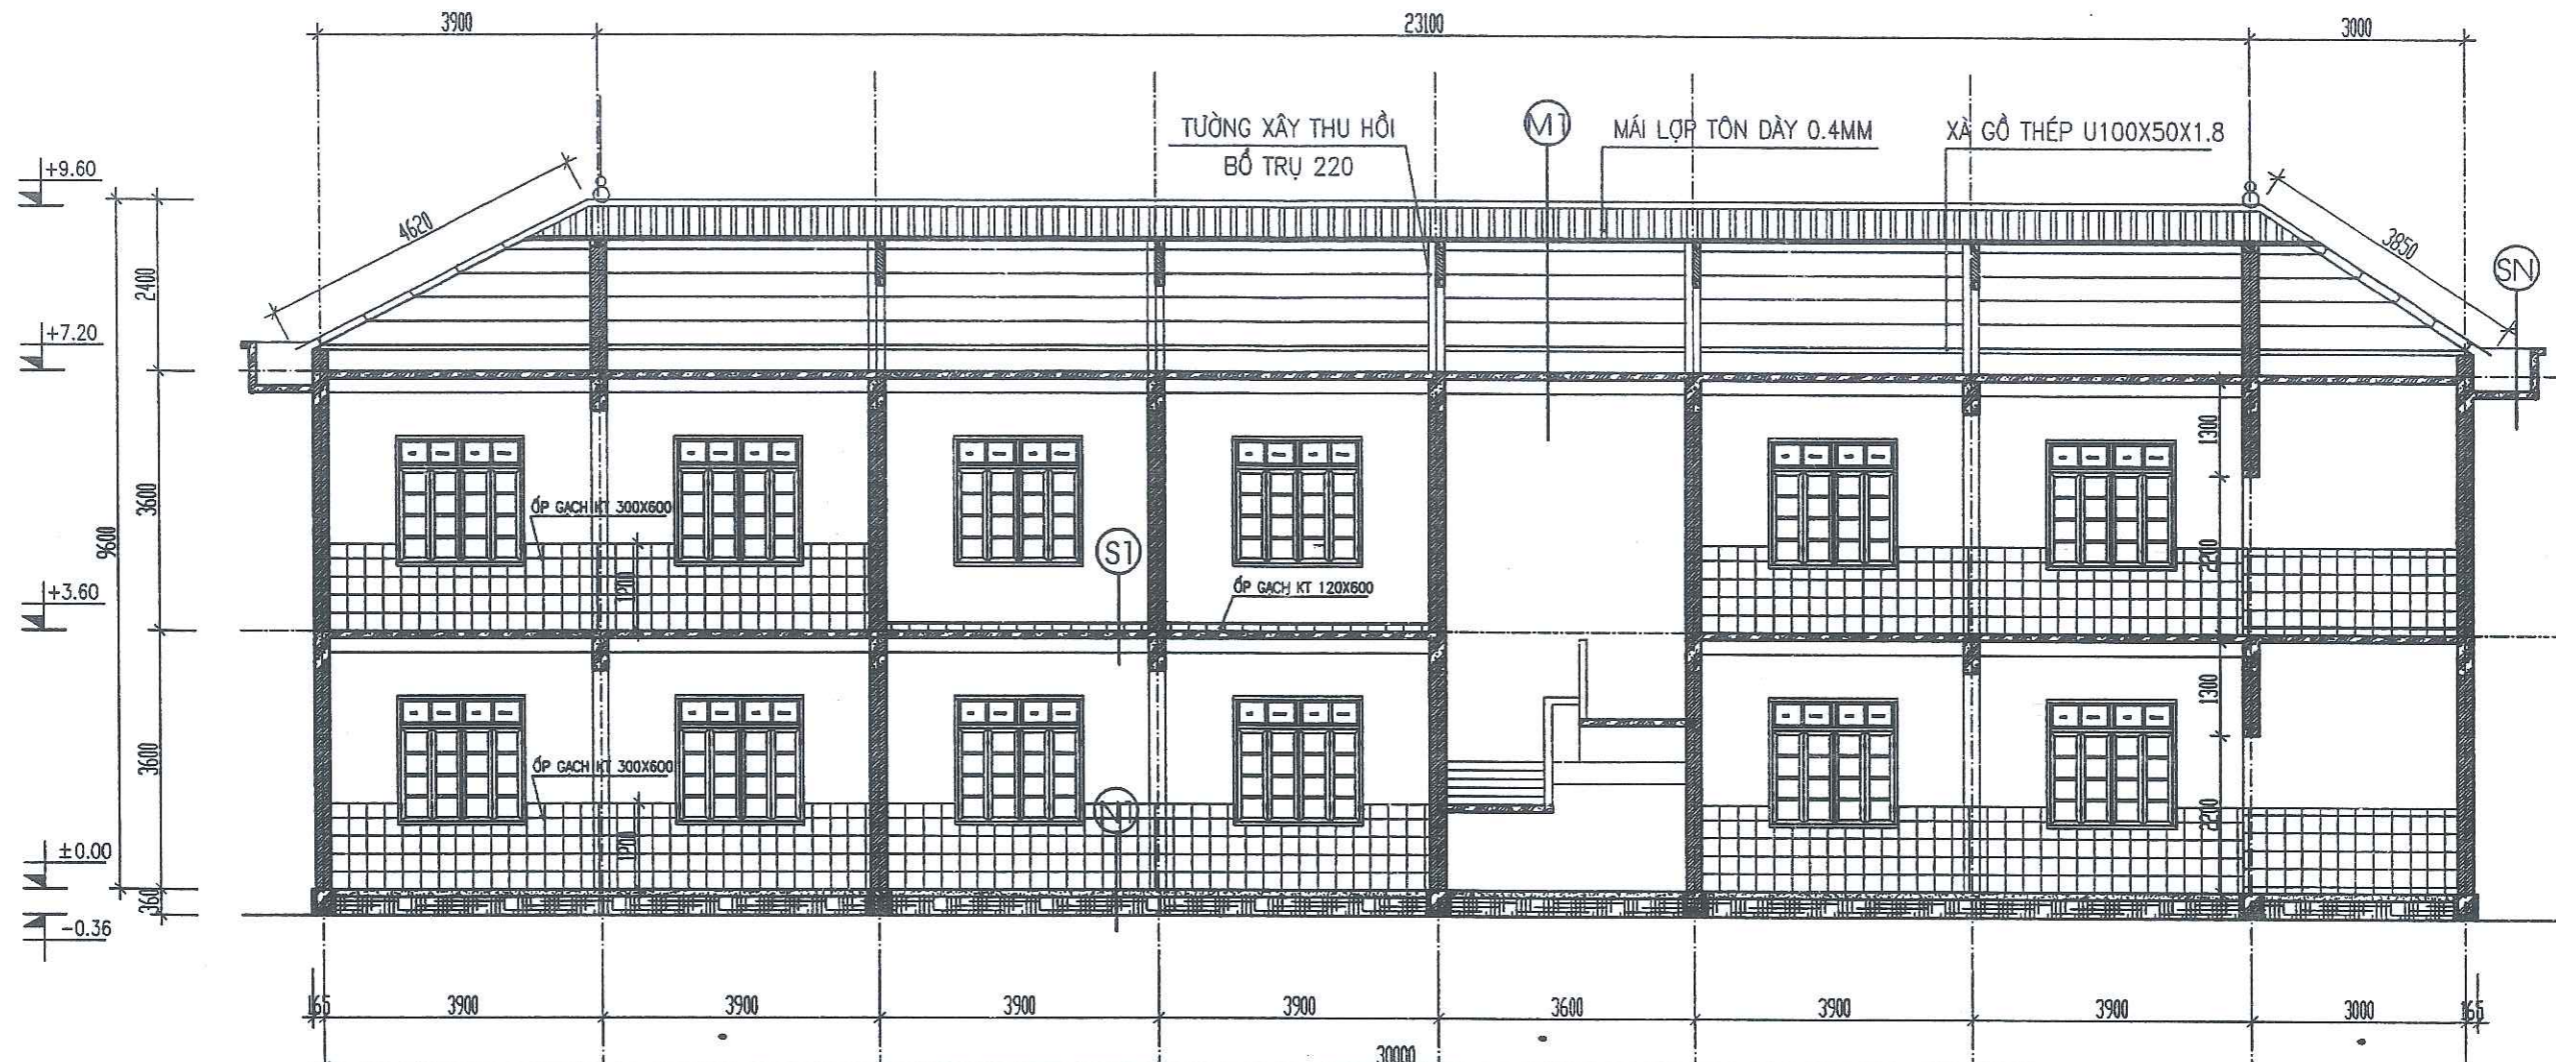 3900 23100 3000
TƯỜNG XÂY THU HỒI
BỔ TRỤ 220
M1
MÁI LỢP TÔN DÀY 0.4MM
XÀ GỒ THÉP U100X50X1.8
+9.60
4620
3850
SN
2400
+7.20
1300
ỐP GẠCH KT 300X600
3600
9600
S1
2200
1200
ỐP GẠCH KT 120X600
+3.60
1300
3600
ỐP GẠCH KT 300X600
N1
2200
1200
±0.00
360
-0.36
165 3900 3900 3900 3900 3600 3900 3900 3000 165
30000